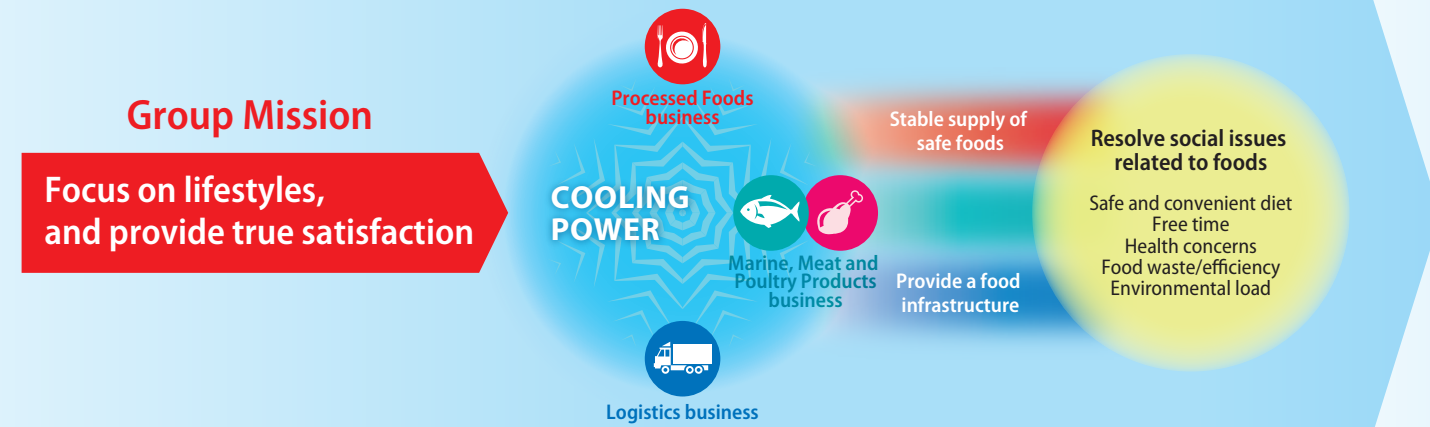 Group Mission
Focus on lifestyles,
and provide true satisfaction
Processed Foods
business
COOLING
POWER
Marine, Meat and
Poultry Products
business
Logistics business
Stable supply of
safe foods
Provide a food
infrastructure
Resolve social issues
related to foods
Safe and convenient diet
Free time
Health concerns
Food waste/efficiency
Environmental load